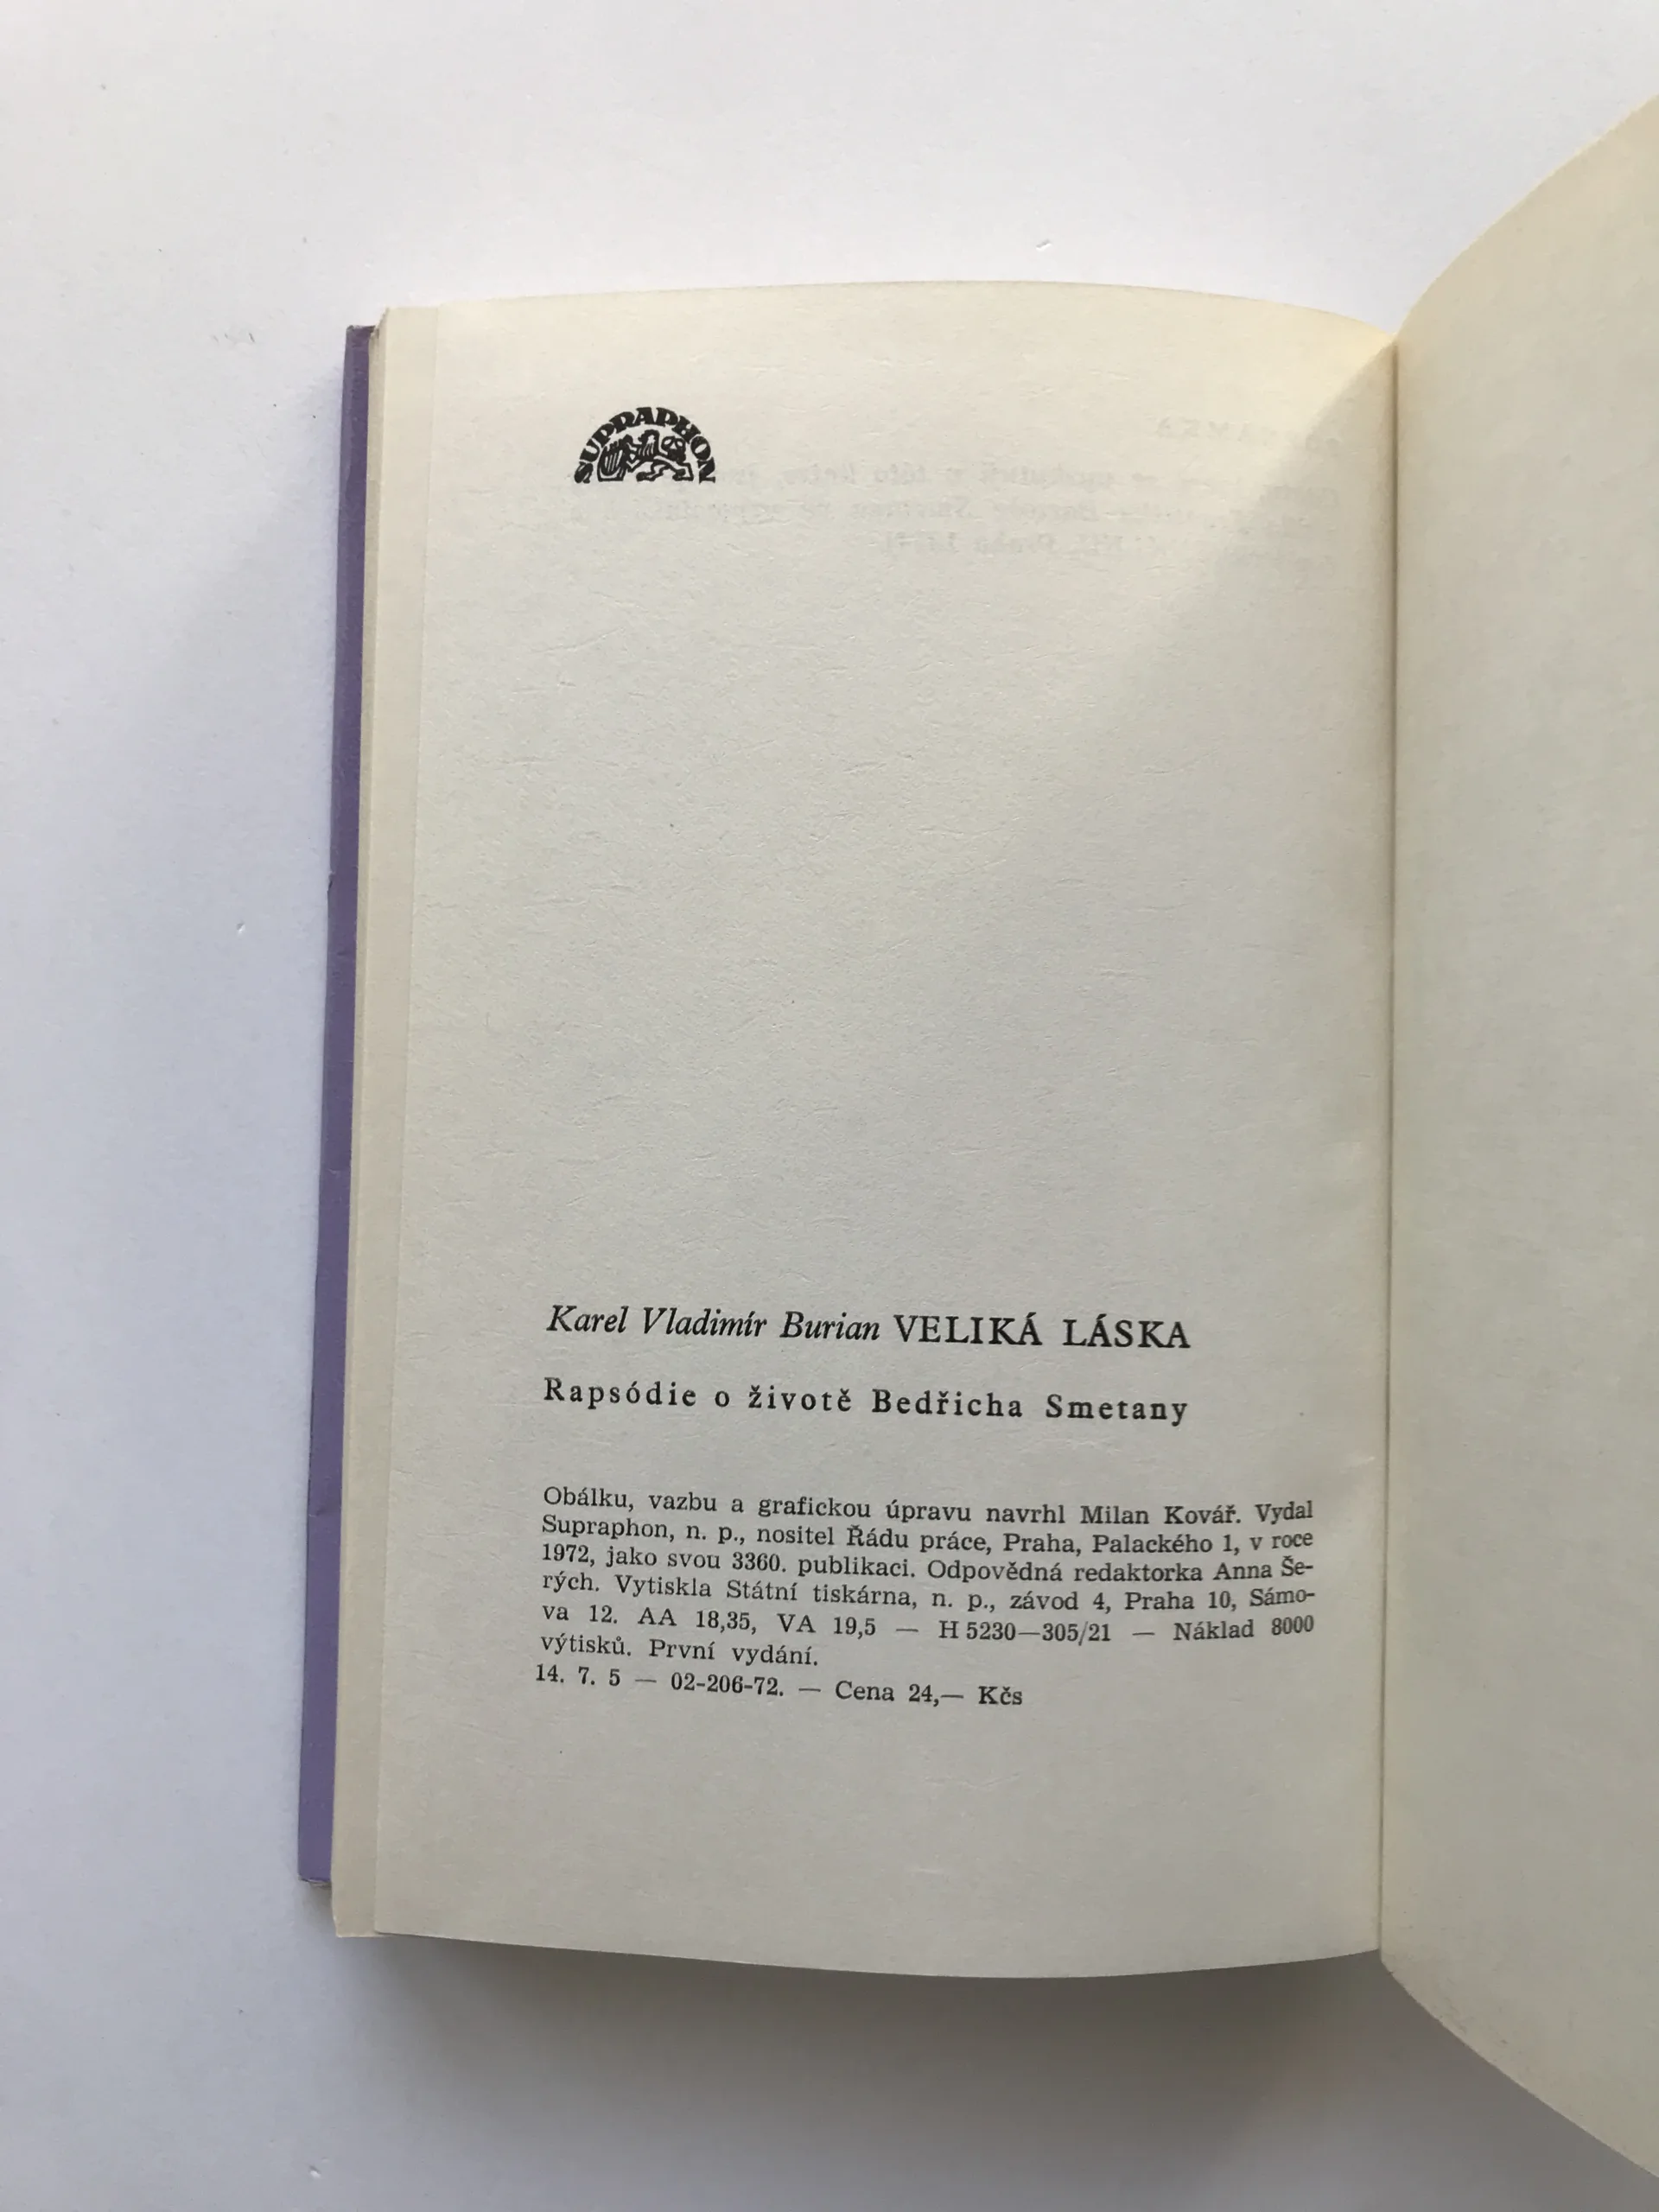 SUPRAPHON
Karel Vladimír Burian VELIKÁ LÁSKA
Rapsódie o životě Bedřicha Smetany
Obálku, vazbu a grafickou úpravu navrhl Milan Kovář. Vydal
Supraphon, n. p., nositel Řádu práce, Praha, Palackého 1, v roce
1972, jako svou 3360. publikaci. Odpovědná redaktorka Anna Še-
rých. Vytiskla Státní tiskárna, n. p., závod 4, Praha 10, Sámo-
va 12. AA 18,35, VA 19,5 — H 5230—305/21 — Náklad 8000
výtisků. První vydání.
14. 7. 5 — 02-206-72. — Cena 24,— Kčs